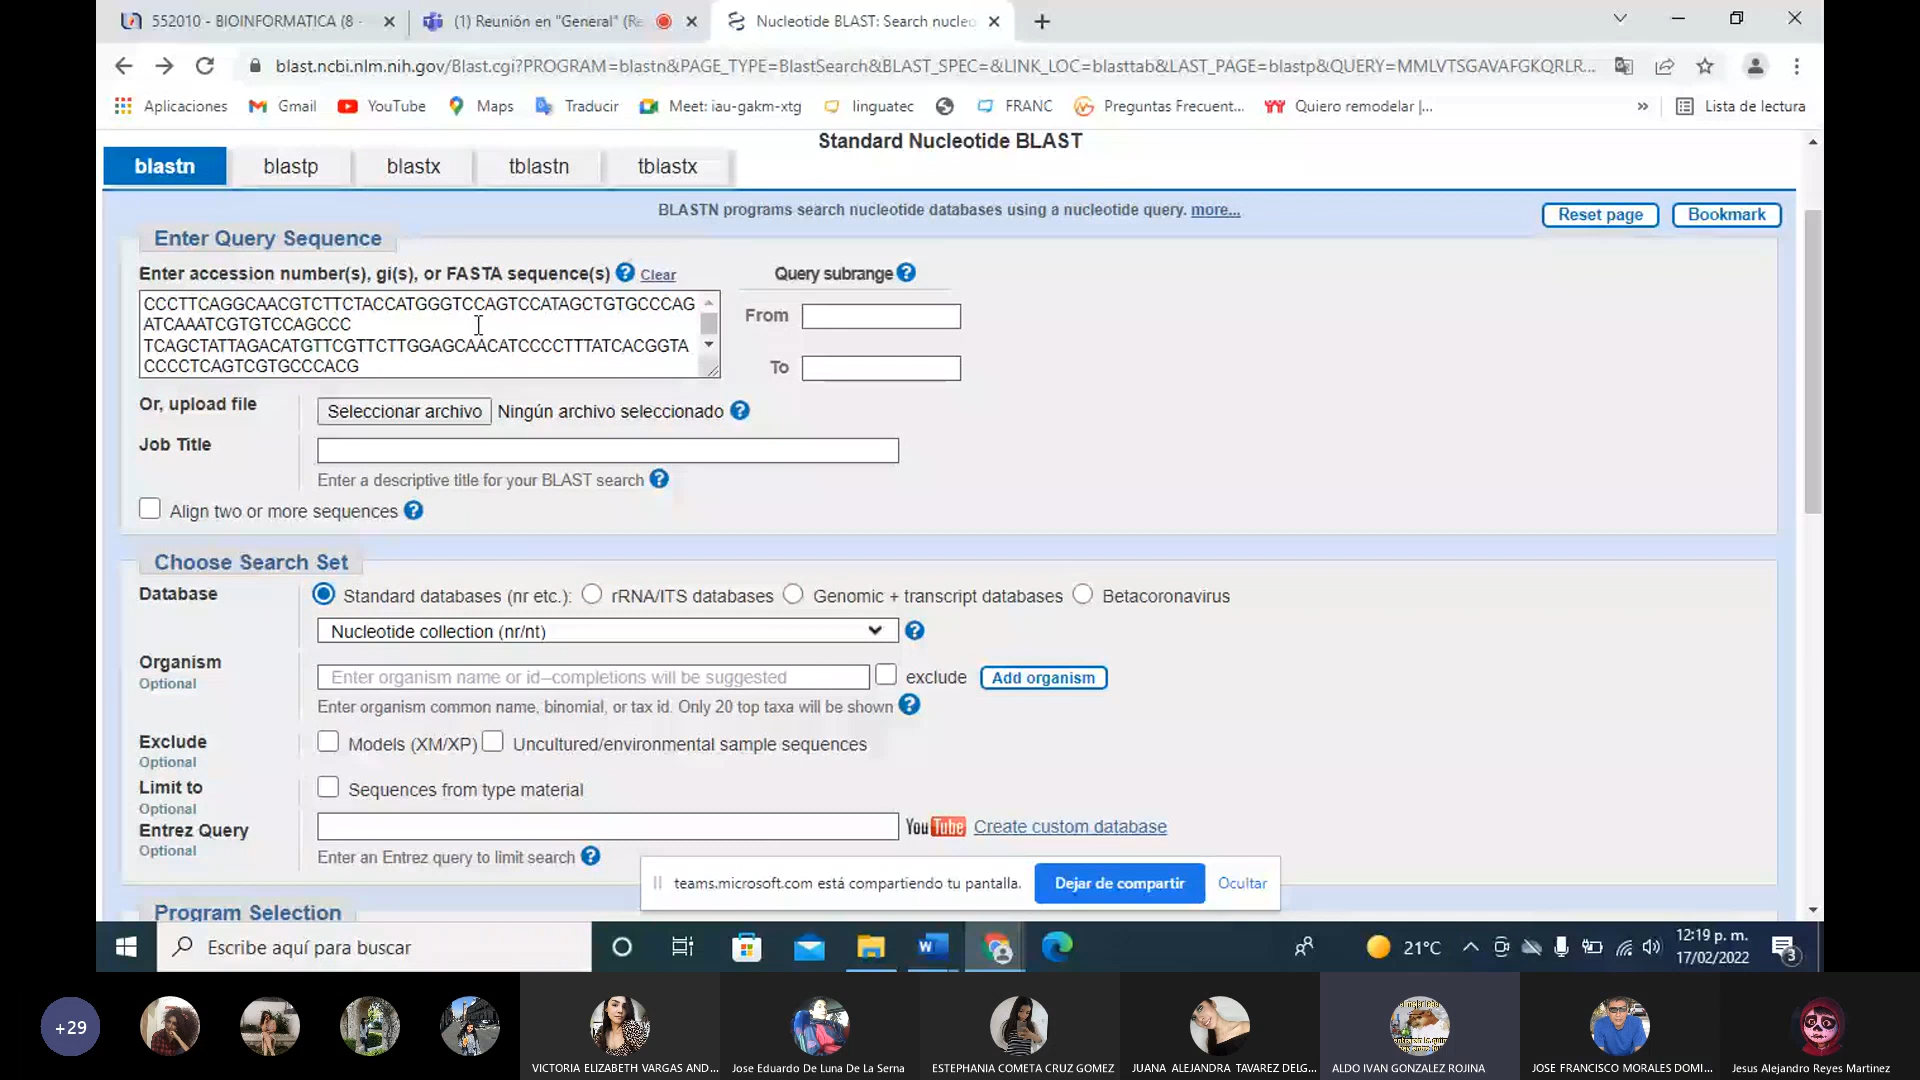 552010 - BIOINFORMATICA (8 -
(1) Reunión en "General" (Re
Nucleotide BLAST: Search nucleo
blast.ncbi.nlm.nih.gov/Blast.cgi?PROGRAM=blastn&PAGE_TYPE=BlastSearch&BLAST_SPEC=&LINK_LOC=blasttab&LAST_PAGE=blastp&QUERY=MMLVTSGAVAFGKQRLR...
Aplicaciones
Gmail
YouTube
Maps
Traducir
Meet: iau-gakm-xtg
linguatec
FRANC
Preguntas Frecuent...
Quiero remodelar |...
»
Lista de lectura
Standard Nucleotide BLAST
blastn
blastp
blastx
tblastn
tblastx
BLASTN programs search nucleotide databases using a nucleotide query. more...
Reset page
Bookmark
Enter Query Sequence
Enter accession number(s), gi(s), or FASTA sequence(s) ? Clear
Query subrange ?
CCCTTCAGGCAACGTCTTCTACCATGGGTCCAGTCCATAGCTGTGCCCAG
ATCAAATCGTGTCCAGCCC
TCAGCTATTAGACATGTTCGTTCTTGGAGCAACATCCCCTTTATCACGGTA
CCCCTCAGTCGTGCCCACG
From
To
Or, upload file
Seleccionar archivo Ningún archivo seleccionado ?
Job Title
Enter a descriptive title for your BLAST search ?
Align two or more sequences ?
Choose Search Set
Database
Standard databases (nr etc.): rRNA/ITS databases Genomic + transcript databases Betacoronavirus
Nucleotide collection (nr/nt) ?
Organism
Optional
Enter organism name or id--completions will be suggested
exclude
Add organism
Enter organism common name, binomial, or tax id. Only 20 top taxa will be shown ?
Exclude
Optional
Models (XM/XP) Uncultured/environmental sample sequences
Limit to
Optional
Sequences from type material
Entrez Query
Optional
YouTube Create custom database
Enter an Entrez query to limit search ?
teams.microsoft.com está compartiendo tu pantalla.
Dejar de compartir
Ocultar
Program Selection
Escribe aquí para buscar
21°C
12:19 p. m.
17/02/2022
3
+29
VICTORIA ELIZABETH VARGAS AND...
Jose Eduardo De Luna De La Serna
ESTEPHANIA COMETA CRUZ GOMEZ
JUANA ALEJANDRA TAVAREZ DELG...
ALDO IVAN GONZALEZ ROJINA
JOSE FRANCISCO MORALES DOMI...
Jesus Alejandro Reyes Martinez